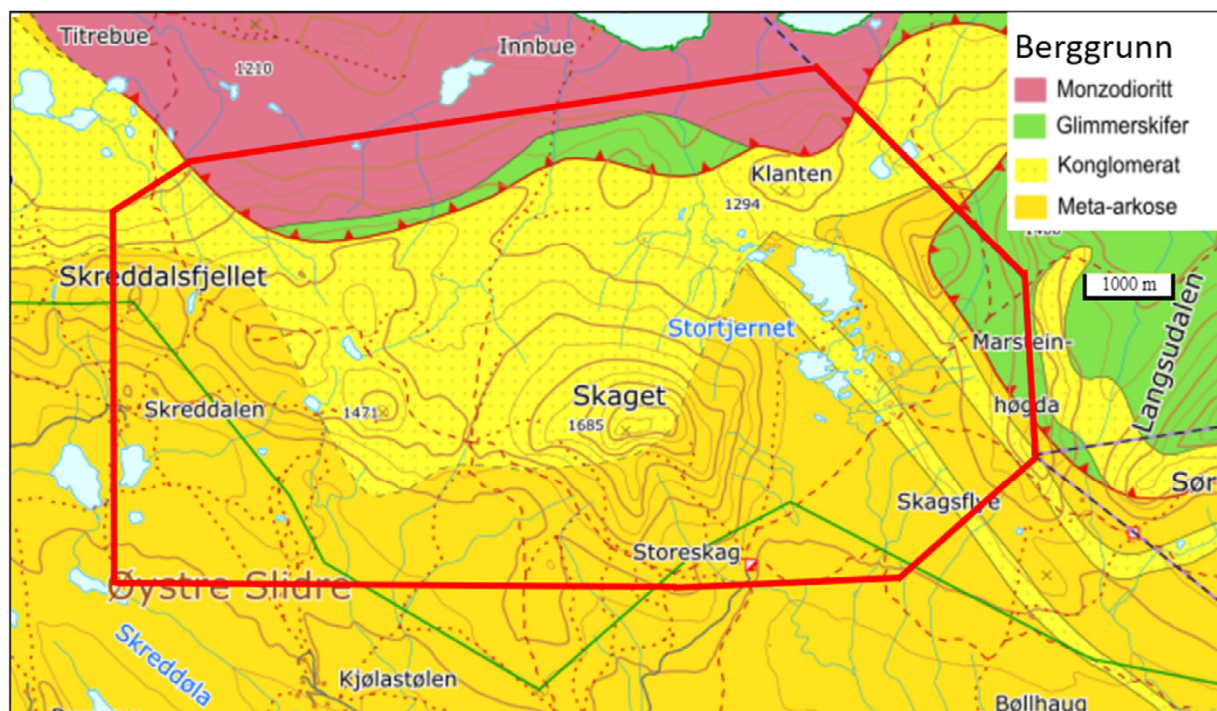 Titrebue
Innbue
1210
Berggrunn
Monzodioritt
Glimmerskifer
Konglomerat
Meta-arkose
Klanten
1294
Skreddalsfjellet
1000 m
Stortjernet
Marstein-
høgda
Langsudalen
Skreddalen
1471
Skaget
1685
Skagsflye
Sør
Storeskag
Øystre Slidre
Skreddøla
Kjølastølen
Bøllhaug